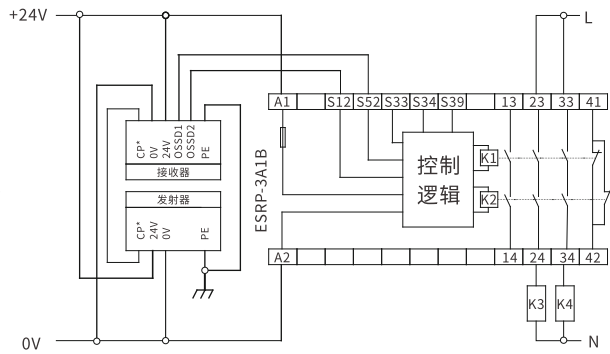 +24V
L
A1 S12 S52 S33 S34 S39 13 23 33 41
CP*
0V
24V
OSSD1
OSSD2
PE
接收器
发射器
CP*
24V
0V
PE
ESRP-3A1B
控制
逻辑
K1
K2
A2 14 24 34 42
K3 K4
0V
N